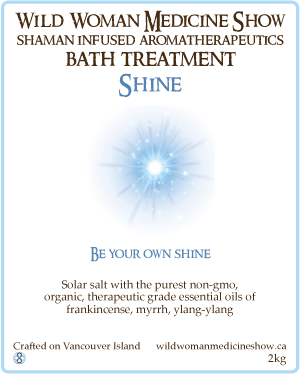 Wild Woman Medicine Show
Shaman infused aromatherapeutics
Bath Treatment
Shine
Be your own shine
Solar salt with the purest non-gmo,
organic, therapeutic grade essential oils of
frankincense, myrrh, ylang-ylang
Crafted on Vancouver Island wildwomanmedicineshow.ca
2kg